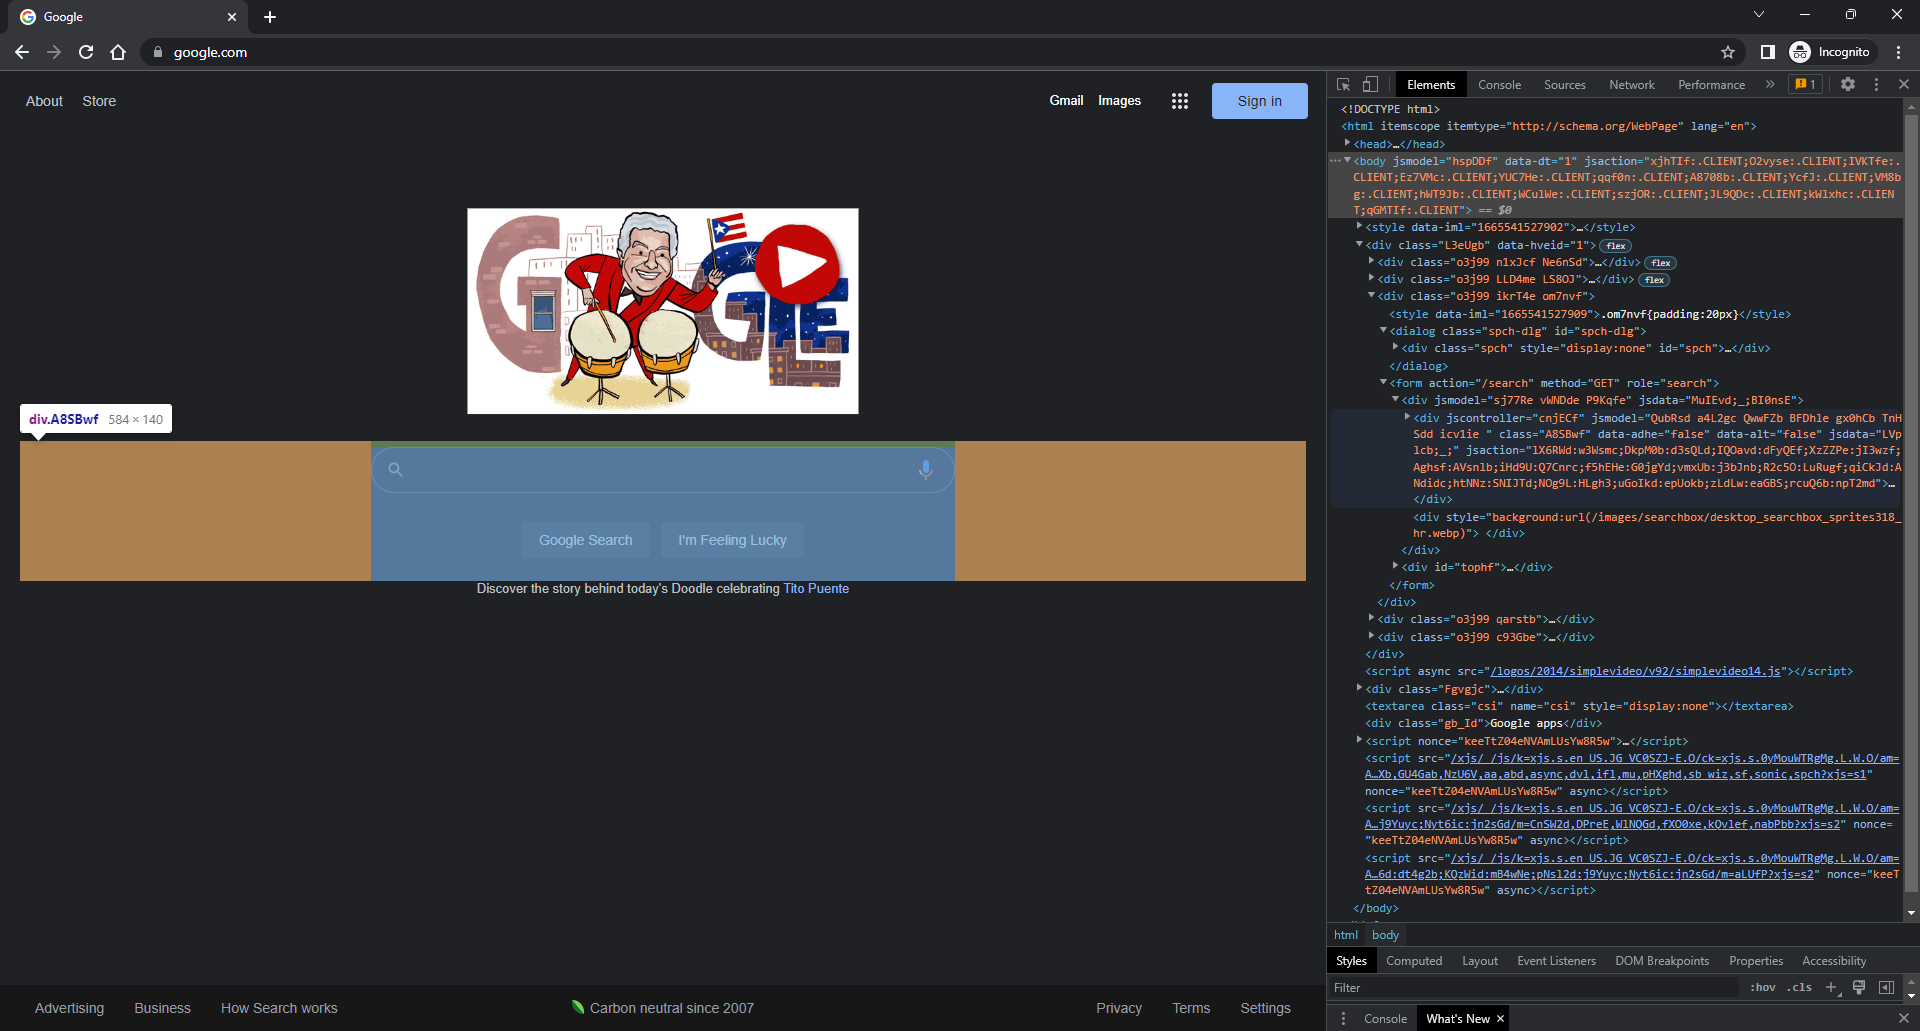 Google
google.com
Incognito
About
Store
Gmail
Images
Sign in
div.A8SBwf 584 × 140
Google Search
I'm Feeling Lucky
Discover the story behind today's Doodle celebrating Tito Puente
Advertising
Business
How Search works
Carbon neutral since 2007
Privacy
Terms
Settings
Elements
Console
Sources
Network
Performance
»
1
<!DOCTYPE html>
<html itemscope itemtype="http://schema.org/WebPage" lang="en">
<head>…</head>
<body jsmodel="hspDDf" data-dt="1" jsaction="xjhTIf:.CLIENT;O2vyse:.CLIENT;IVKTfe:.
CLIENT;Ez7VMc:.CLIENT;YUC7He:.CLIENT;qqf0n:.CLIENT;A8708b:.CLIENT;YcfJ:.CLIENT;VM8b
g:.CLIENT;hWT9Jb:.CLIENT;WCulWe:.CLIENT;szjOR:.CLIENT;JL9QDc:.CLIENT;kWlxhc:.CLIEN
T;qGMTIf:.CLIENT"> == $0
<style data-iml="1665541527902">…</style>
<div class="L3eUgb" data-hveid="1"> flex
<div class="o3j99 n1xJcf Ne6nSd">…</div> flex
<div class="o3j99 LLD4me LS8OJ">…</div> flex
<div class="o3j99 ikrT4e om7nvf">
<style data-iml="1665541527909">.om7nvf{padding:20px}</style>
<dialog class="spch-dlg" id="spch-dlg">
<div class="spch" style="display:none" id="spch">…</div>
</dialog>
<form action="/search" method="GET" role="search">
<div jsmodel="sj77Re vWNDde P9Kqfe" jsdata="MuIEvd;_;BI0nsE">
<div jscontroller="cnjECf" jsmodel="QubRsd a4L2gc QwwFZb BFDhle gx0hCb TnH
Sdd icv1ie " class="A8SBwf" data-adhe="false" data-alt="false" jsdata="LVp
lcb;_;" jsaction="lX6RWd:w3Wsmc;DkpM0b:d3sQLd;IQOavd:dFyQEf;XzZZPe:jI3wzf;
Aghsf:AVsnlb;iHd9U:Q7Cnrc;f5hEHe:G0jgYd;vmxUb:j3bJnb;R2c5O:LuRugf;qiCkJd:A
Ndidc;htNNz:SNIJTd;NOg9L:HLgh3;uGoIkd:epUokb;zLdLw:eaGBS;rcuQ6b:npT2md">…
</div>
<div style="background:url(/images/searchbox/desktop_searchbox_sprites318_
hr.webp)"> </div>
</div>
<div id="tophf">…</div>
</form>
</div>
<div class="o3j99 qarstb">…</div>
<div class="o3j99 c93Gbe">…</div>
</div>
<script async src="/logos/2014/simplevideo/v92/simplevideo14.js"></script>
<div class="Fgvgjc">…</div>
<textarea class="csi" name="csi" style="display:none"></textarea>
<div class="gb_Id">Google apps</div>
<script nonce="keeTtZ04eNVAmLUsYw8R5w">…</script>
<script src="/xjs/_/js/k=xjs.s.en_US.JG_VC0SZJ-E.O/ck=xjs.s.0yMouWTRgMg.L.W.O/am=
A…Xb,GU4Gab,NzU6V,aa,abd,async,dvl,ifl,mu,pHXghd,sb_wiz,sf,sonic,spch?xjs=s1"
nonce="keeTtZ04eNVAmLUsYw8R5w" async></script>
<script src="/xjs/_/js/k=xjs.s.en_US.JG_VC0SZJ-E.O/ck=xjs.s.0yMouWTRgMg.L.W.O/am=
A…j9Yuyc;Nyt6ic:jn2sGd/m=CnSW2d,DPreE,WlNQGd,fXO0xe,kQvlef,nabPbb?xjs=s2" nonce=
"keeTtZ04eNVAmLUsYw8R5w" async></script>
<script src="/xjs/_/js/k=xjs.s.en_US.JG_VC0SZJ-E.O/ck=xjs.s.0yMouWTRgMg.L.W.O/am=
A…6d:dt4g2b;KQzWid:mB4wNe;pNsl2d:j9Yuyc;Nyt6ic:jn2sGd/m=aLUfP?xjs=s2" nonce="keeT
tZ04eNVAmLUsYw8R5w" async></script>
</body>
html
body
Styles
Computed
Layout
Event Listeners
DOM Breakpoints
Properties
Accessibility
Filter
:hov
.cls
Console
What's New